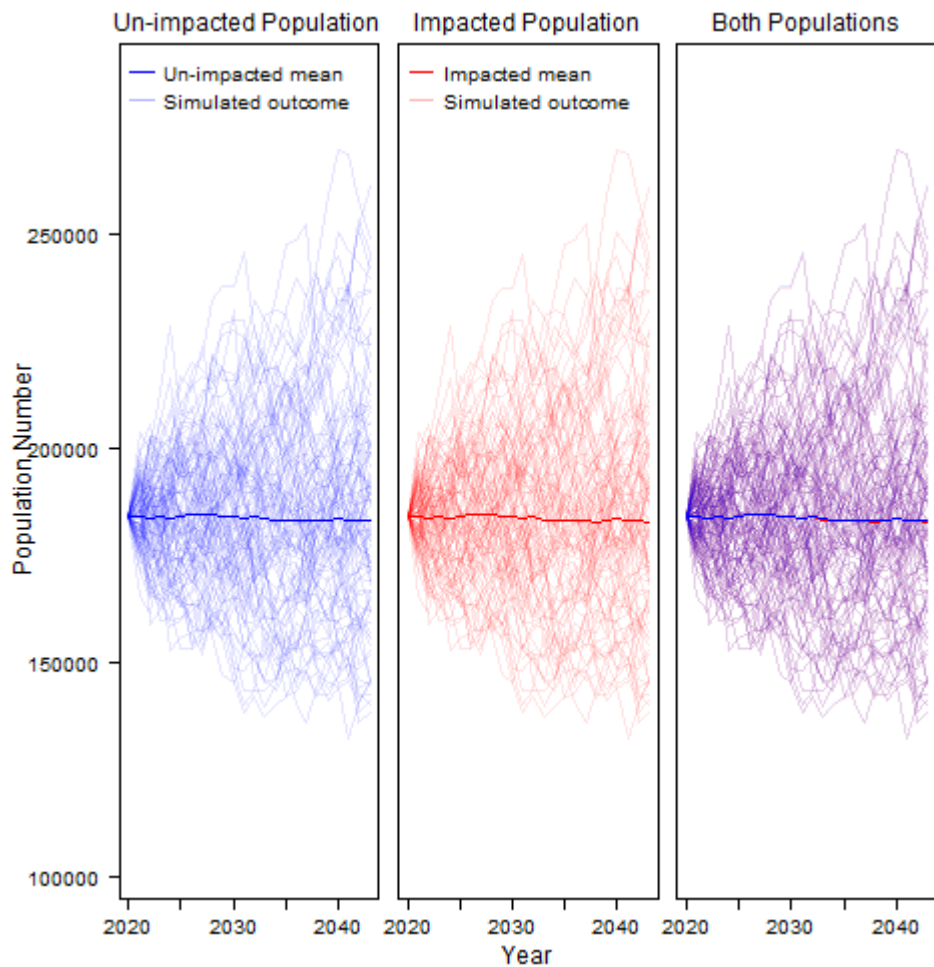 Un-impacted Population
Impacted Population
Both Populations
Un-impacted mean
Simulated outcome
Impacted mean
Simulated outcome
Population Number
250000
200000
150000
100000
2020
2030
2040
2020
2030
2040
2020
2030
2040
Year